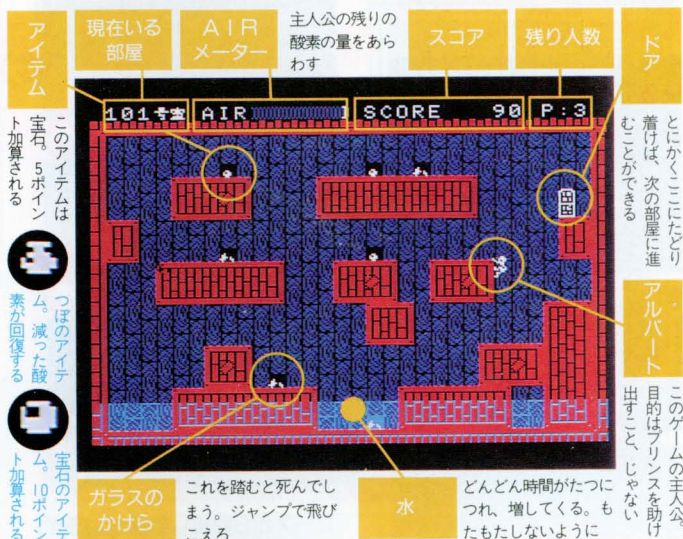 アイテム
このアイテムは
宝石。5ポイン
ト加算される
つぼのアイテ
ム。減った酸
素が回復する
宝石のアイテ
ム。10ポイン
ト加算される
現在いる
部屋
AIR
メーター
主人公の残りの
酸素の量をあら
わす
スコア
残り人数
ドア
とにかくここにたどり
着けば、次の部屋に進
むことができる
101号室 AIR SCORE 90 P:3
アルバート
このゲームの主人公。
目的はプリンスを助け
出すこと、じゃない
ガラスの
かけら
これを踏むと死んでし
まう。ジャンプで飛び
こえろ
水
どんどん時間がたつに
つれ、増してくる。も
たもたしないように